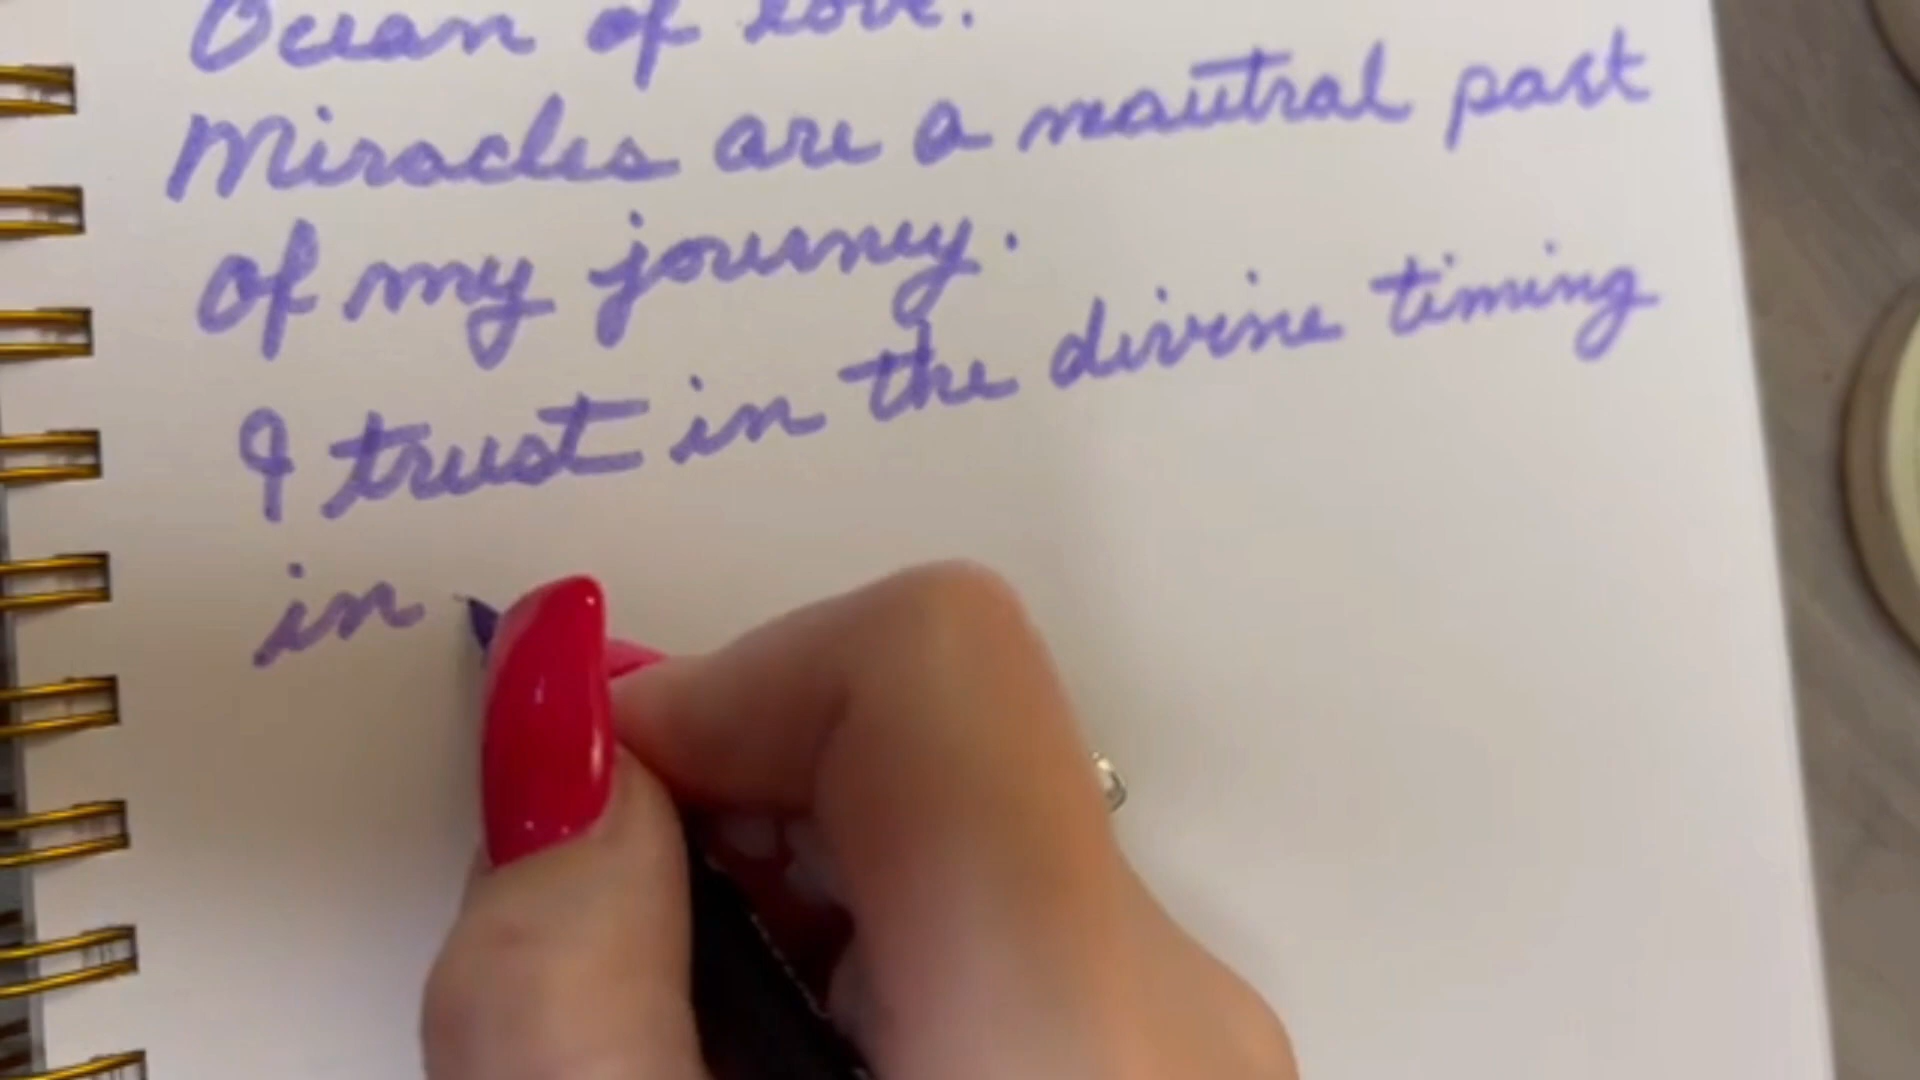 Ocean of love.
Miracles are a nautral part
of my journey.
I trust in the divine timing
in